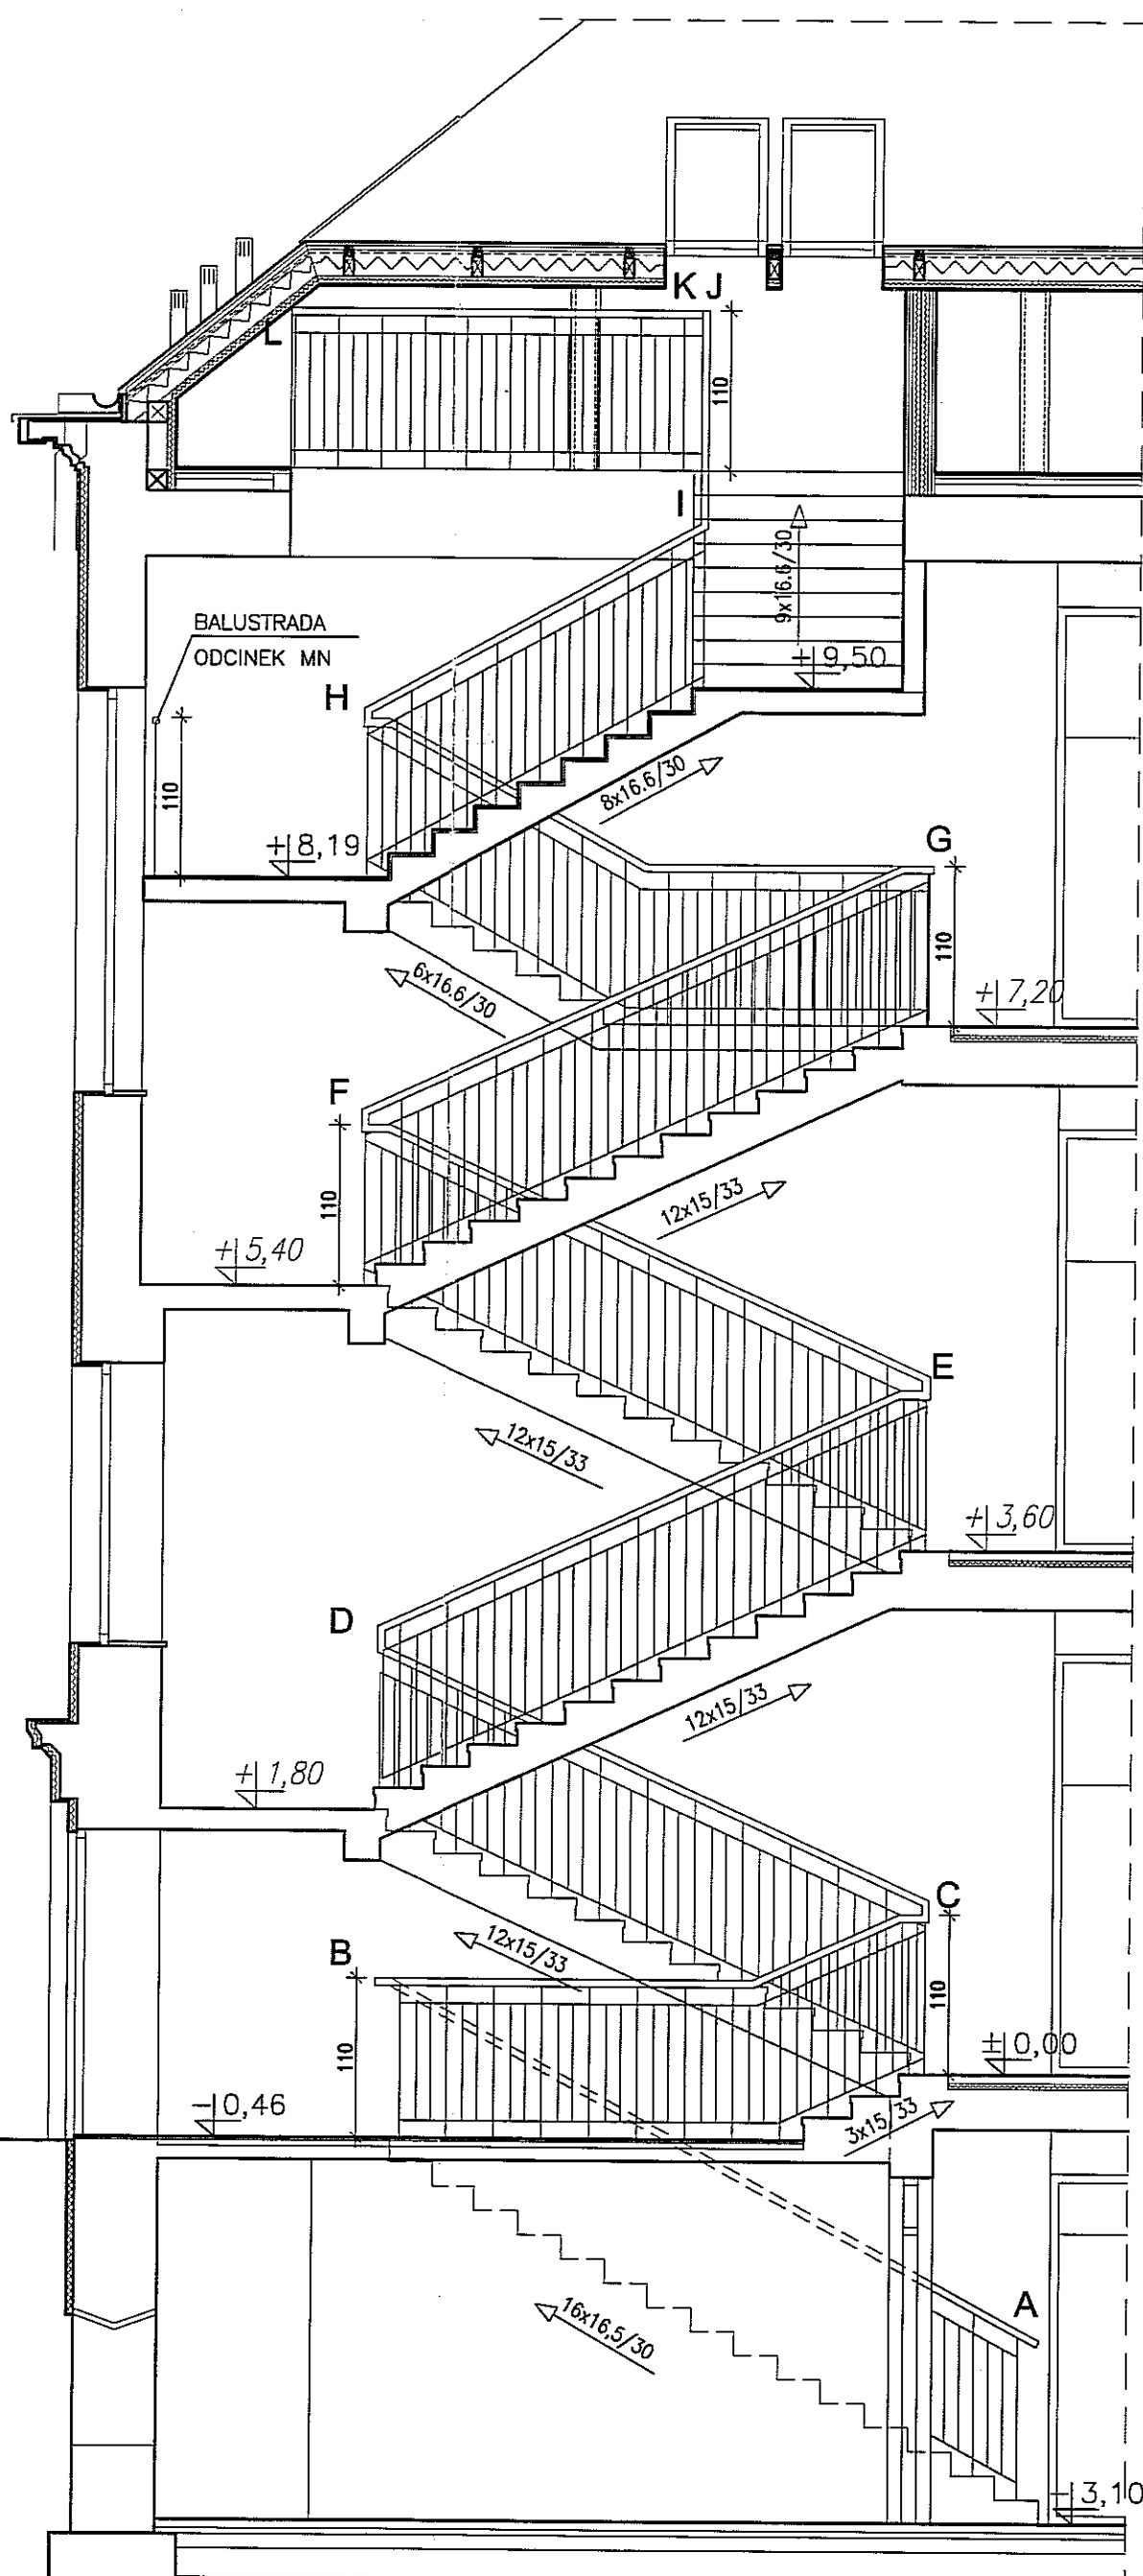 K J
L
110
I
9x16.6/30
BALUSTRADA
ODCINEK MN
+9,50
H
8x16.6/30
110
+8,19
G
110
6x16.6/30
+7,20
F
110
12x15/33
+5,40
E
12x15/33
+3,60
D
12x15/33
+1,80
C
12x15/33
B
110
110
±0,00
-0,46
3x15/33
A
16x16,5/30
-3,10